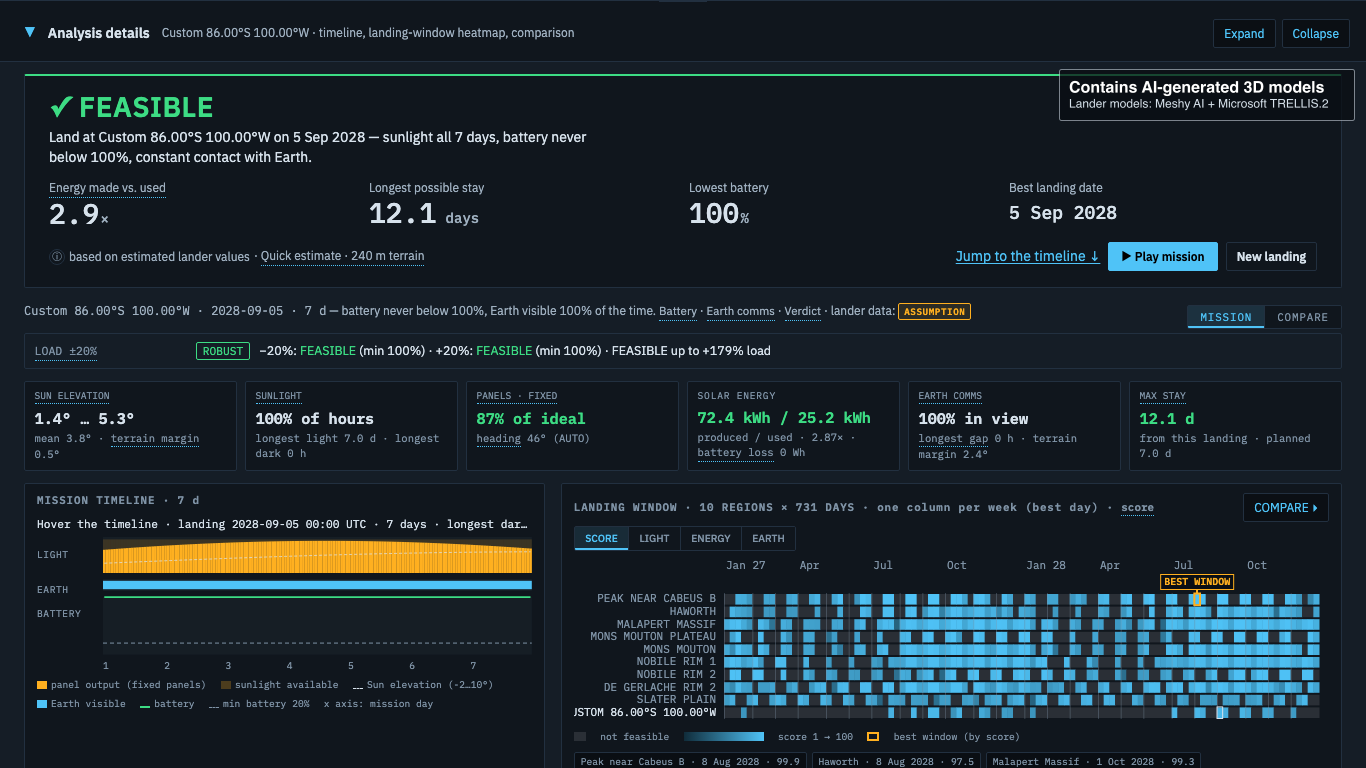 ▼ Analysis details Custom 86.00°S 100.00°W · timeline, landing-window heatmap, comparison
Expand Collapse
Contains AI-generated 3D models
Lander models: Meshy AI + Microsoft TRELLIS.2
✓ FEASIBLE
Land at Custom 86.00°S 100.00°W on 5 Sep 2028 — sunlight all 7 days, battery never
below 100%, constant contact with Earth.
Energy made vs. used
2.9×
Longest possible stay
12.1 days
Lowest battery
100%
Best landing date
5 Sep 2028
ⓘ based on estimated lander values · Quick estimate · 240 m terrain
Jump to the timeline ↓ ▶ Play mission New landing
Custom 86.00°S 100.00°W · 2028-09-05 · 7 d — battery never below 100%, Earth visible 100% of the time. Battery · Earth comms · Verdict · lander data: ASSUMPTION
MISSION COMPARE
LOAD ±20% ROBUST −20%: FEASIBLE (min 100%) · +20%: FEASIBLE (min 100%) · FEASIBLE up to +179% load
SUN ELEVATION
1.4° … 5.3°
mean 3.8° · terrain margin
0.5°
SUNLIGHT
100% of hours
longest light 7.0 d · longest
dark 0 h
PANELS · FIXED
87% of ideal
heading 46° (AUTO)
SOLAR ENERGY
72.4 kWh / 25.2 kWh
produced / used · 2.87× ·
battery loss 0 Wh
EARTH COMMS
100% in view
longest gap 0 h · terrain
margin 2.4°
MAX STAY
12.1 d
from this landing · planned
7.0 d
MISSION TIMELINE · 7 d
Hover the timeline · landing 2028-09-05 00:00 UTC · 7 days · longest dar…
LIGHT
EARTH
BATTERY
1 2 3 4 5 6 7
panel output (fixed panels) sunlight available Sun elevation (-2…10°)
Earth visible battery min battery 20% x axis: mission day
LANDING WINDOW · 10 REGIONS × 731 DAYS · one column per week (best day) · score
COMPARE ▸
SCORE LIGHT ENERGY EARTH
Jan 27 Apr Jul Oct Jan 28 Apr Jul Oct
BEST WINDOW
PEAK NEAR CABEUS B
HAWORTH
MALAPERT MASSIF
MONS MOUTON PLATEAU
MONS MOUTON
NOBILE RIM 1
NOBILE RIM 2
DE GERLACHE RIM 2
SLATER PLAIN
JSTOM 86.00°S 100.00°W
not feasible score 1 → 100 best window (by score)
Peak near Cabeus B · 8 Aug 2028 · 99.9 Haworth · 8 Aug 2028 · 97.5 Malapert Massif · 1 Oct 2028 · 99.3